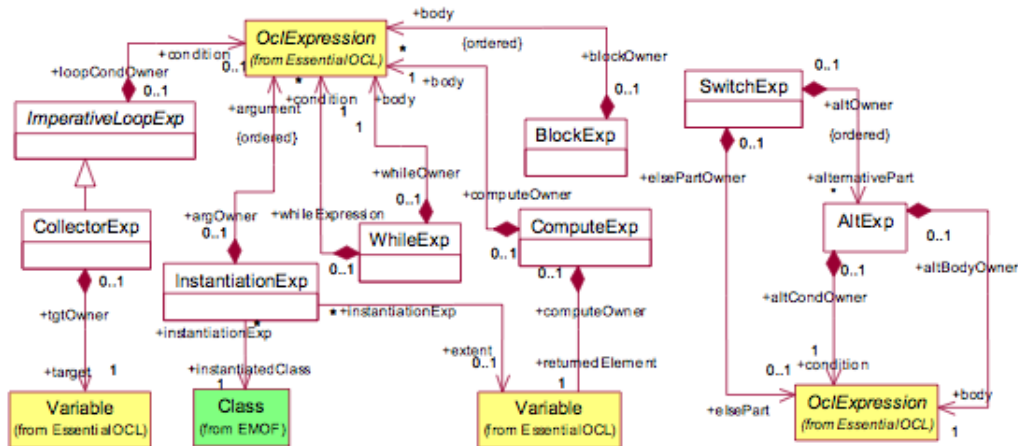 +body
OclExpression
(from EssentialOCL)
+condition
0..1
*
{ordered}
+blockOwner
0..1
+loopCondOwner
0..1
*
+condition
1
+body
1
1
+body
+argument
{ordered}
ImperativeLoopExp
BlockExp
SwitchExp
0..1
+altOwner
{ordered}
0..1
+elsePartOwner
+alternativePart
*
+whileOwner
0..1
+computeOwner
CollectorExp
0..1
+argOwner
0..1
+whileExpression
0..1
WhileExp
0..1
ComputeExp
0..1
AltExp
0..1
0..1
+altBodyOwner
+tgtOwner
InstantiationExp
*
+instantiationExp
*
+instantiationExp
+computeOwner
+altCondOwner
+target
1
+instantiatedClass
1
+extent
0..1
+returnedElement
1
1
+condition
0..1
+elsePart
+body
1
Variable
(from EssentialOCL)
Class
(from EMOF)
Variable
(from EssentialOCL)
OclExpression
(from EssentialOCL)